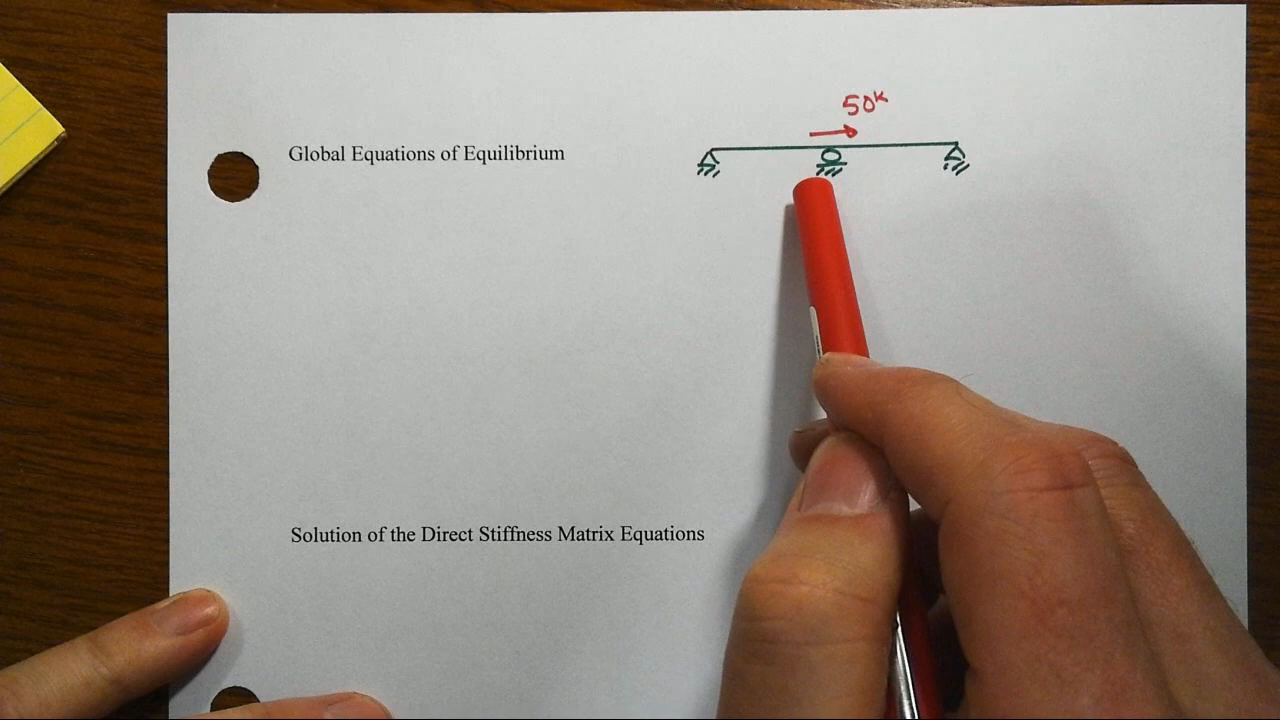 50k
Global Equations of Equilibrium
Solution of the Direct Stiffness Matrix Equations